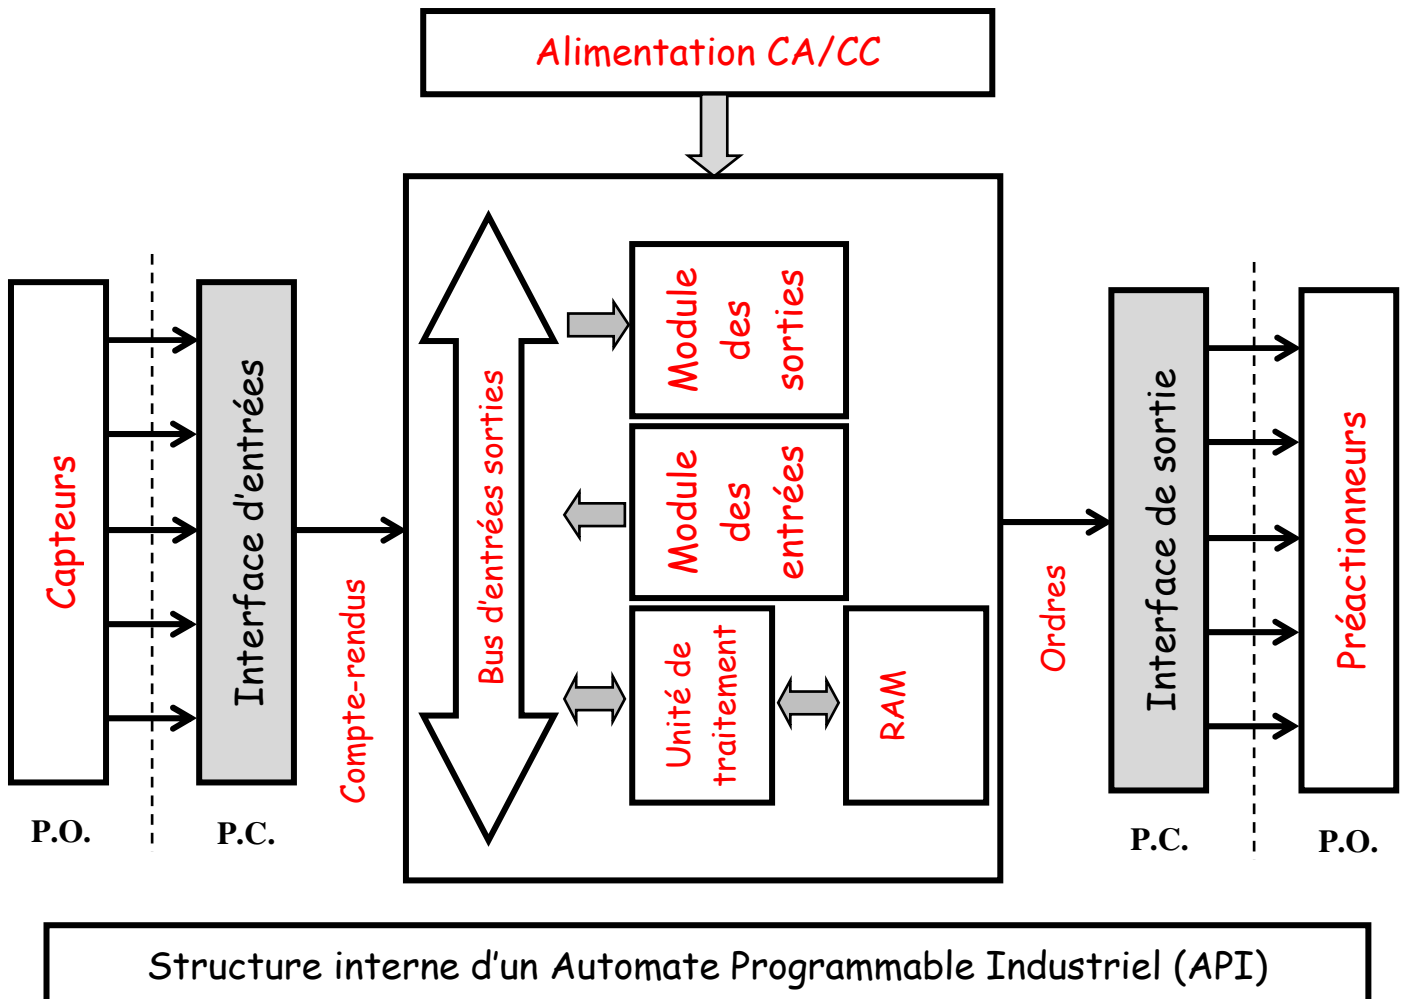 Alimentation CA/CC
Capteurs
Interface d'entrées
Compte-rendus
Bus d'entrées sorties
Module
des
sorties
Module
des
entrées
Unité de
traitement
RAM
Ordres
Interface de sortie
Préactionneurs
P.O.
P.C.
P.C.
P.O.
Structure interne d'un Automate Programmable Industriel (API)